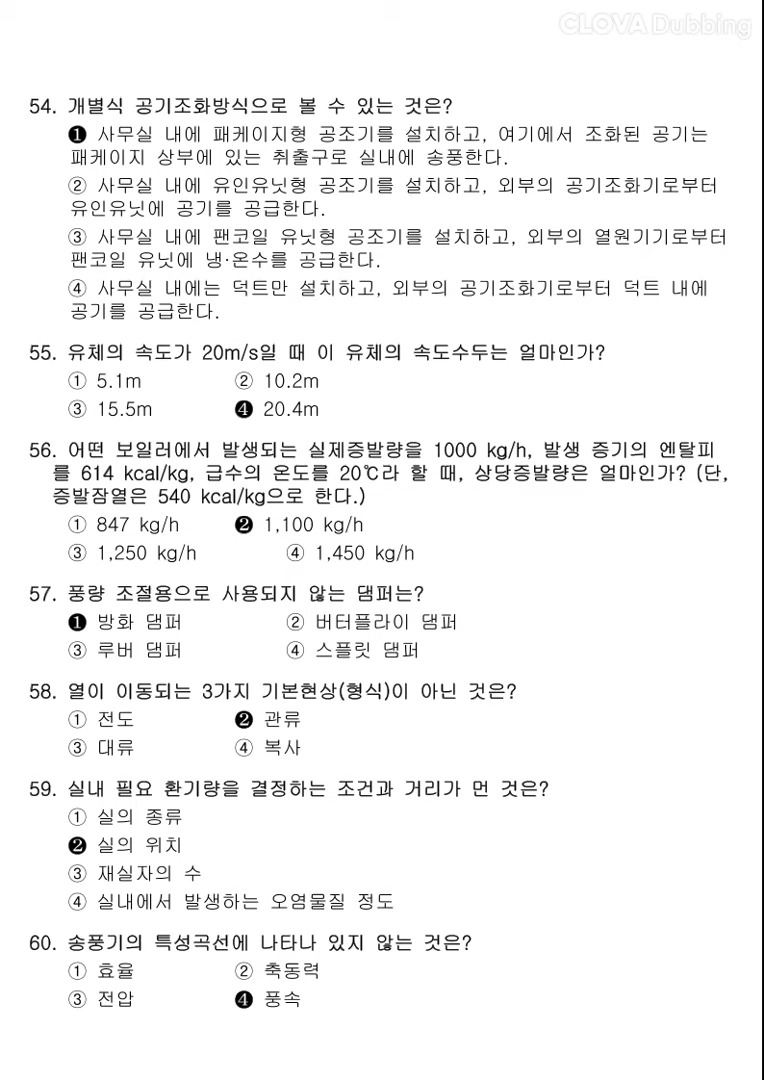 CLOVA Dubbing
54. 개별식 공기조화방식으로 볼 수 있는 것은?
❶ 사무실 내에 패케이지형 공조기를 설치하고, 여기에서 조화된 공기는
패케이지 상부에 있는 취출구로 실내에 송풍한다.
② 사무실 내에 유인유닛형 공조기를 설치하고, 외부의 공기조화기로부터
유인유닛에 공기를 공급한다.
③ 사무실 내에 팬코일 유닛형 공조기를 설치하고, 외부의 열원기기로부터
팬코일 유닛에 냉·온수를 공급한다.
④ 사무실 내에는 덕트만 설치하고, 외부의 공기조화기로부터 덕트 내에
공기를 공급한다.
55. 유체의 속도가 20m/s일 때 이 유체의 속도수두는 얼마인가?
① 5.1m ② 10.2m
③ 15.5m ❹ 20.4m
56. 어떤 보일러에서 발생되는 실제증발량을 1000 kg/h, 발생 증기의 엔탈피
를 614 kcal/kg, 급수의 온도를 20℃라 할 때, 상당증발량은 얼마인가? (단,
증발잠열은 540 kcal/kg으로 한다.)
① 847 kg/h ❷ 1,100 kg/h
③ 1,250 kg/h ④ 1,450 kg/h
57. 풍량 조절용으로 사용되지 않는 댐퍼는?
❶ 방화 댐퍼 ② 버터플라이 댐퍼
③ 루버 댐퍼 ④ 스플릿 댐퍼
58. 열이 이동되는 3가지 기본현상(형식)이 아닌 것은?
① 전도 ❷ 관류
③ 대류 ④ 복사
59. 실내 필요 환기량을 결정하는 조건과 거리가 먼 것은?
① 실의 종류
❷ 실의 위치
③ 재실자의 수
④ 실내에서 발생하는 오염물질 정도
60. 송풍기의 특성곡선에 나타나 있지 않는 것은?
① 효율 ② 축동력
③ 전압 ❹ 풍속